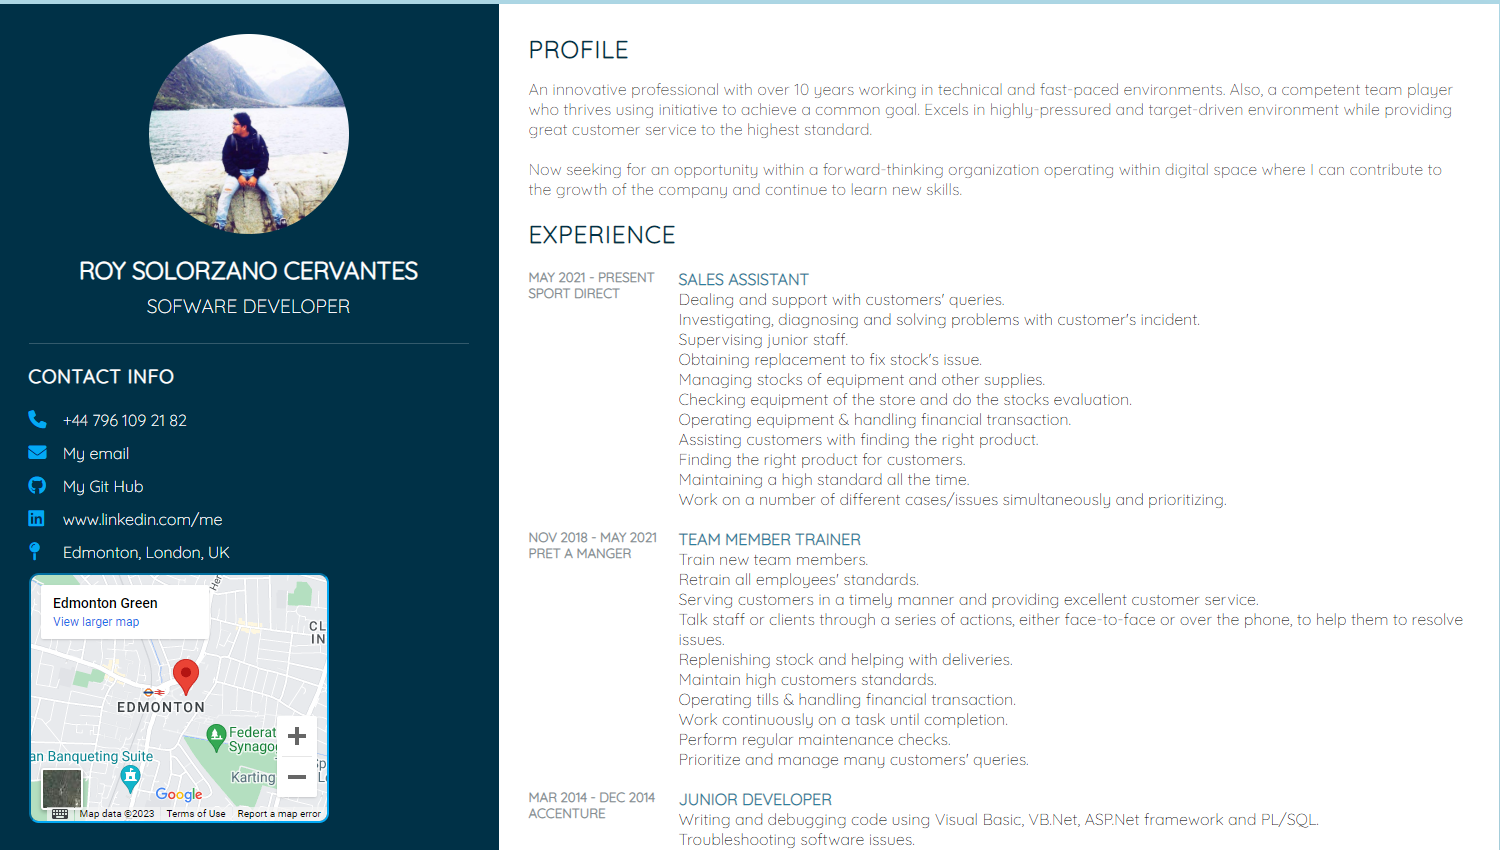 ROY SOLORZANO CERVANTES
SOFWARE DEVELOPER
CONTACT INFO
+44 796 109 21 82
My email
My Git Hub
www.linkedin.com/me
Edmonton, London, UK
Edmonton Green
View larger map
Her
CL
IN
EDMONTON
Federat
Synagog
an Banqueting Suite
Karting
Sp
L
Google
Map data ©2023 Terms of Use Report a map error
PROFILE
An innovative professional with over 10 years working in technical and fast-paced environments. Also, a competent team player
who thrives using initiative to achieve a common goal. Excels in highly-pressured and target-driven environment while providing
great customer service to the highest standard.
Now seeking for an opportunity within a forward-thinking organization operating within digital space where I can contribute to
the growth of the company and continue to learn new skills.
EXPERIENCE
MAY 2021 - PRESENT
SPORT DIRECT
SALES ASSISTANT
Dealing and support with customers' queries.
Investigating, diagnosing and solving problems with customer's incident.
Supervising junior staff.
Obtaining replacement to fix stock's issue.
Managing stocks of equipment and other supplies.
Checking equipment of the store and do the stocks evaluation.
Operating equipment & handling financial transaction.
Assisting customers with finding the right product.
Finding the right product for customers.
Maintaining a high standard all the time.
Work on a number of different cases/issues simultaneously and prioritizing.
NOV 2018 - MAY 2021
PRET A MANGER
TEAM MEMBER TRAINER
Train new team members.
Retrain all employees' standards.
Serving customers in a timely manner and providing excellent customer service.
Talk staff or clients through a series of actions, either face-to-face or over the phone, to help them to resolve
issues.
Replenishing stock and helping with deliveries.
Maintain high customers standards.
Operating tills & handling financial transaction.
Work continuously on a task until completion.
Perform regular maintenance checks.
Prioritize and manage many customers' queries.
MAR 2014 - DEC 2014
ACCENTURE
JUNIOR DEVELOPER
Writing and debugging code using Visual Basic, VB.Net, ASP.Net framework and PL/SQL.
Troubleshooting software issues.